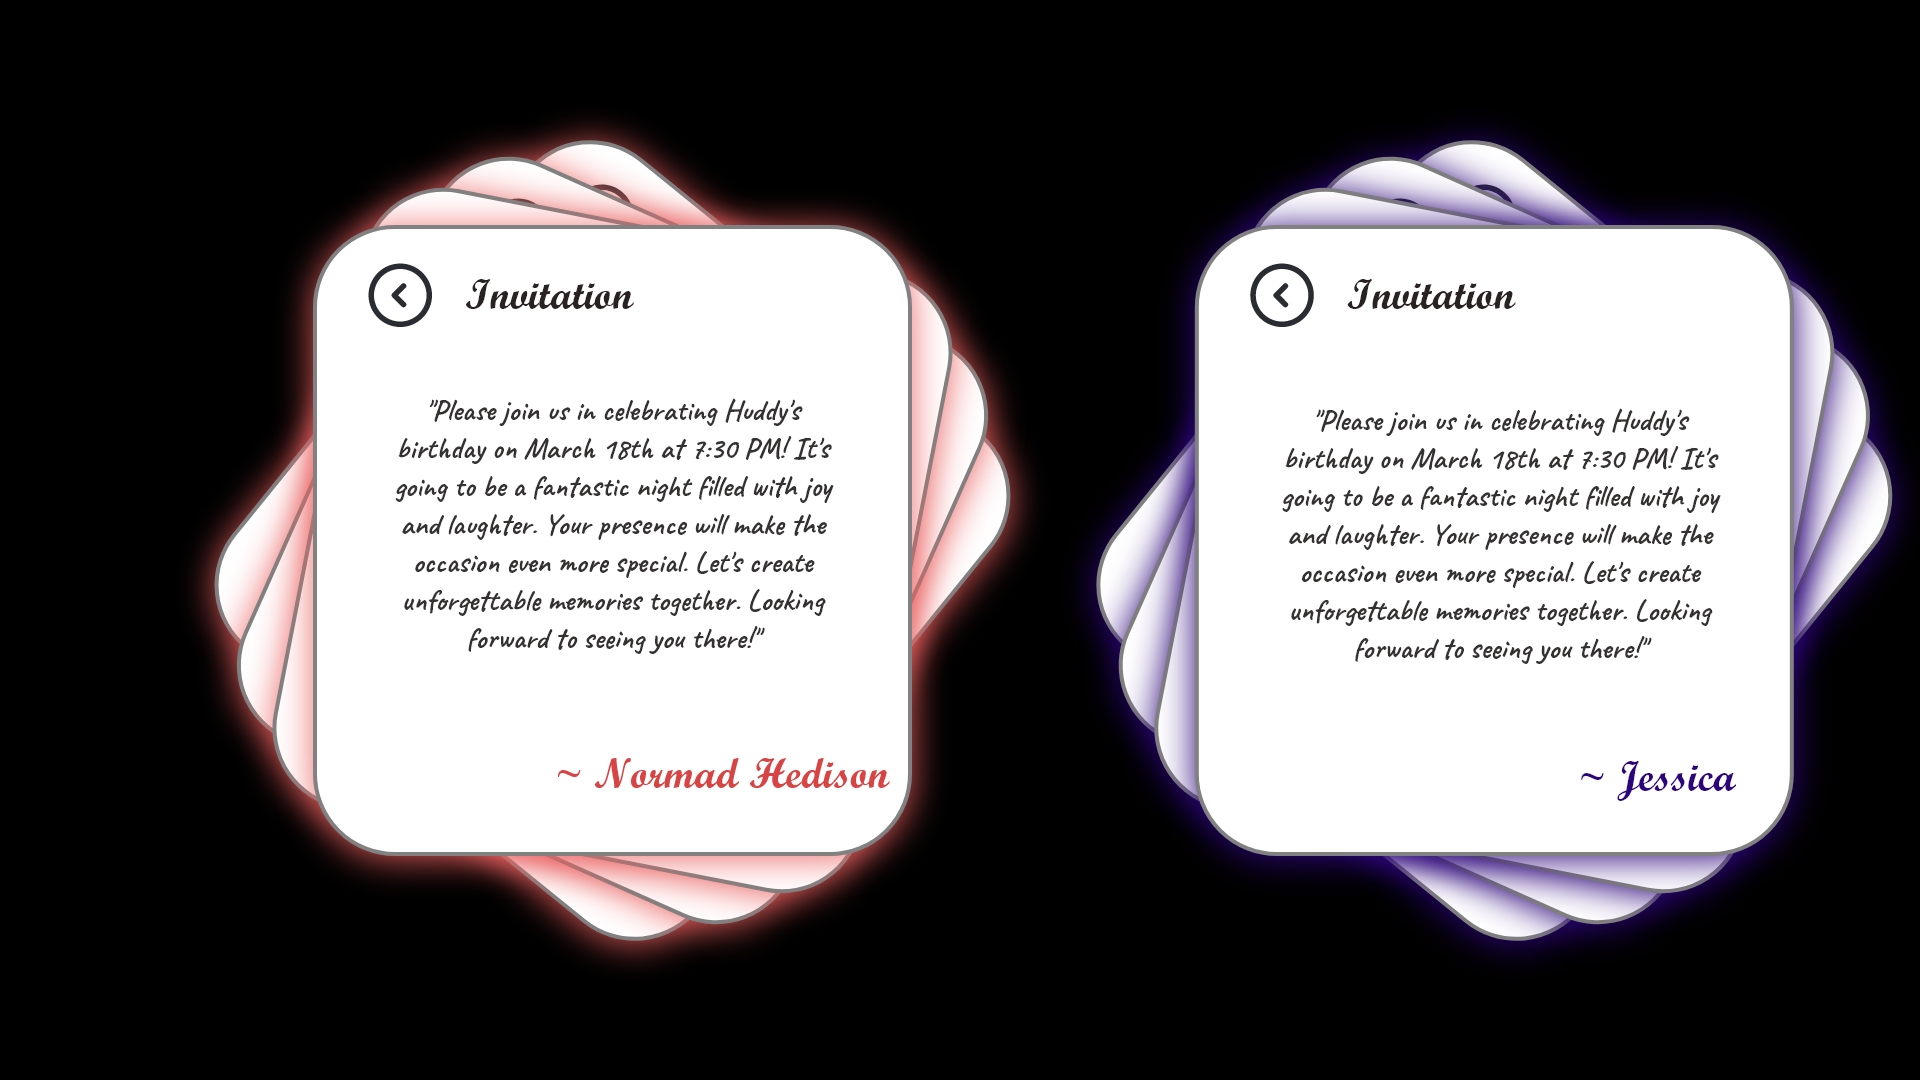 Invitation
"Please join us in celebrating Huddy's
birthday on March 18th at 7:30 PM! It's
going to be a fantastic night filled with joy
and laughter. Your presence will make the
occasion even more special. Let's create
unforgettable memories together. Looking
forward to seeing you there!"
~ Normad Hedison
Invitation
"Please join us in celebrating Huddy's
birthday on March 18th at 7:30 PM! It's
going to be a fantastic night filled with joy
and laughter. Your presence will make the
occasion even more special. Let's create
unforgettable memories together. Looking
forward to seeing you there!"
~ Jessica